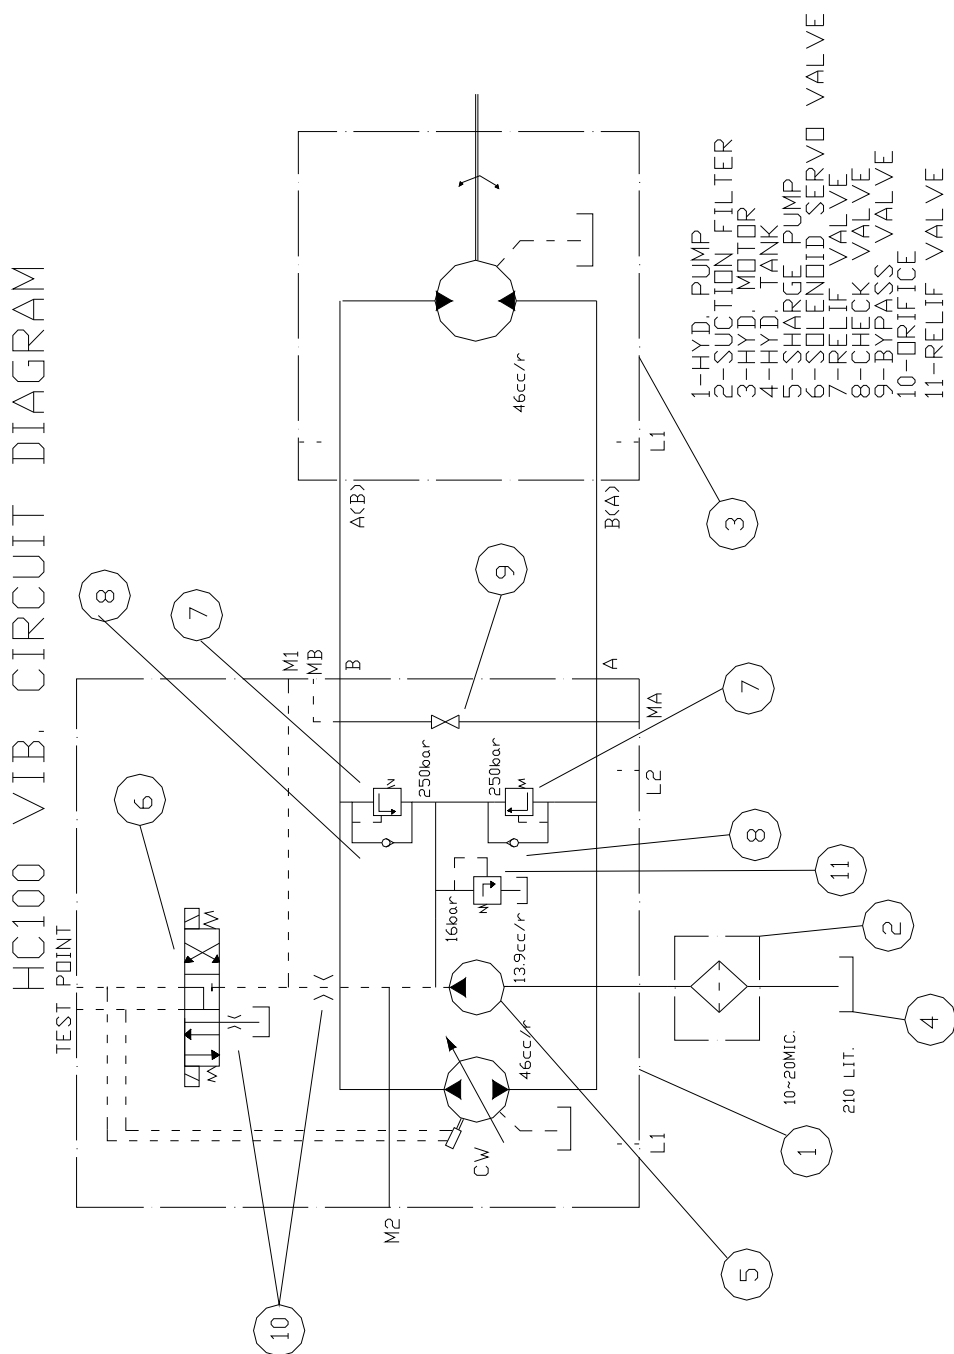 HC100 VIB. CIRCUIT DIAGRAM
TEST POINT
6
7
8
10
M1
MB
B
A(B)
M2
16bar
250bar
250bar
9
46cc/r
CW
46cc/r
13.9cc/r
A
B(A)
L1
L2
MA
L1
5
1
10~20MIC.
210 LIT.
2
4
11
8
7
3
1-HYD. PUMP
2-SUCTION FILTER
3-HYD. MOTOR
4-HYD. TANK
5-SHARGE PUMP
6-SOLENOID SERVO VALVE
7-RELIF VALVE
8-CHECK VALVE
9-BYPASS VALVE
10-ORIFICE
11-RELIF VALVE